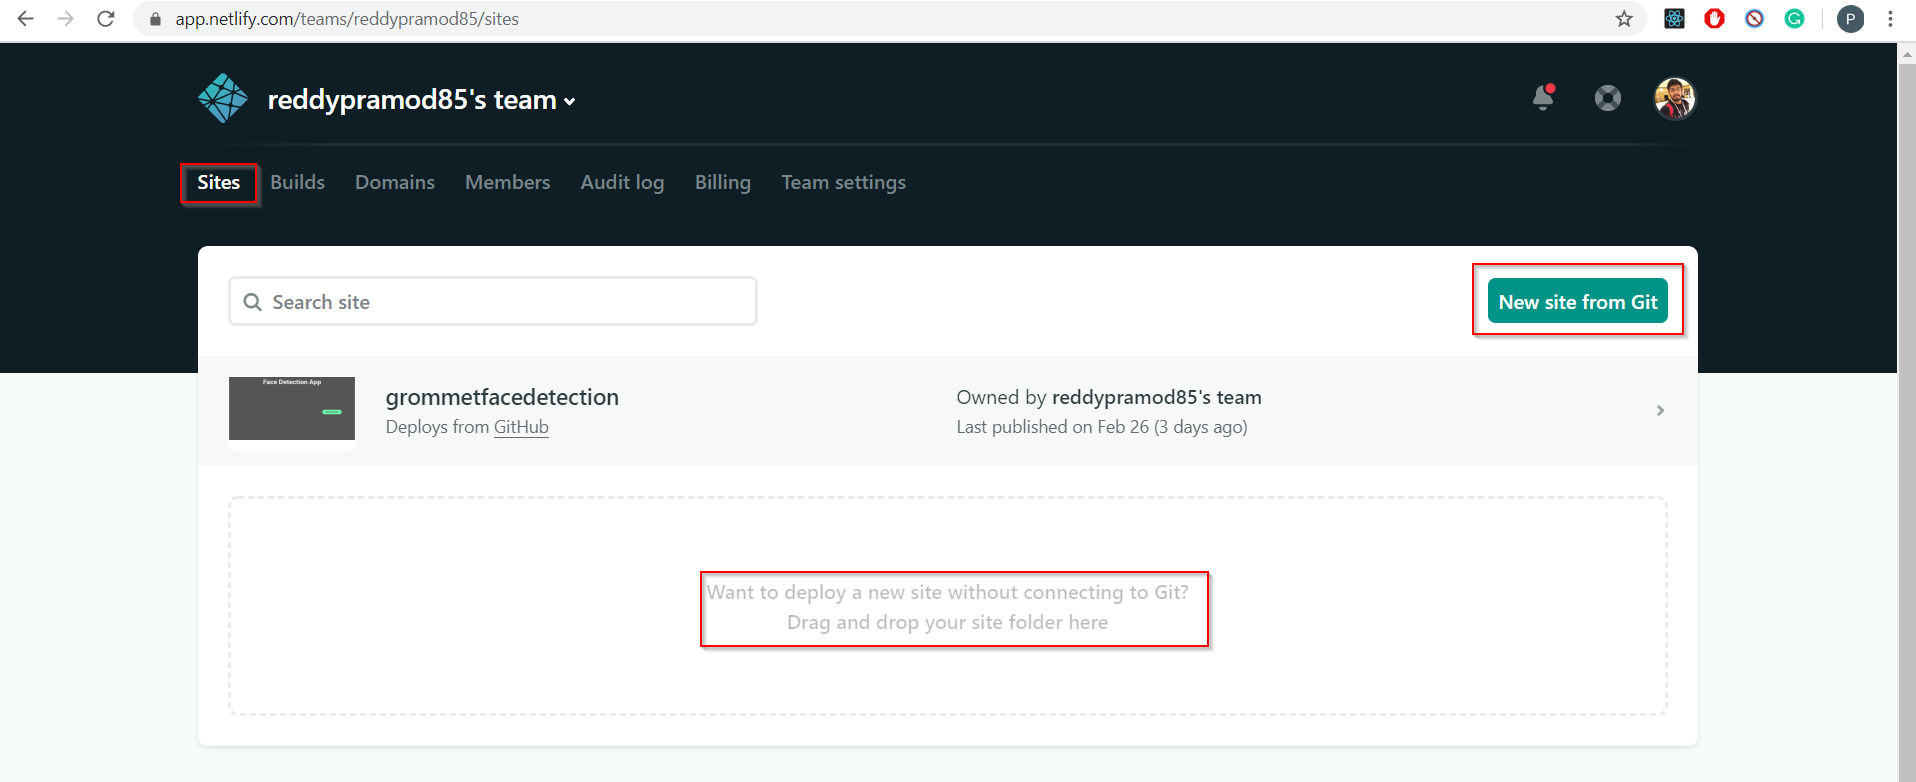 app.netlify.com/teams/reddypramod85/sites
P
reddypramod85's team
Sites Builds Domains Members Audit log Billing Team settings
Search site
New site from Git
Face Detection App
grommetfacedetection
Owned by reddypramod85's team
Deploys from GitHub
Last published on Feb 26 (3 days ago)
Want to deploy a new site without connecting to Git?
Drag and drop your site folder here